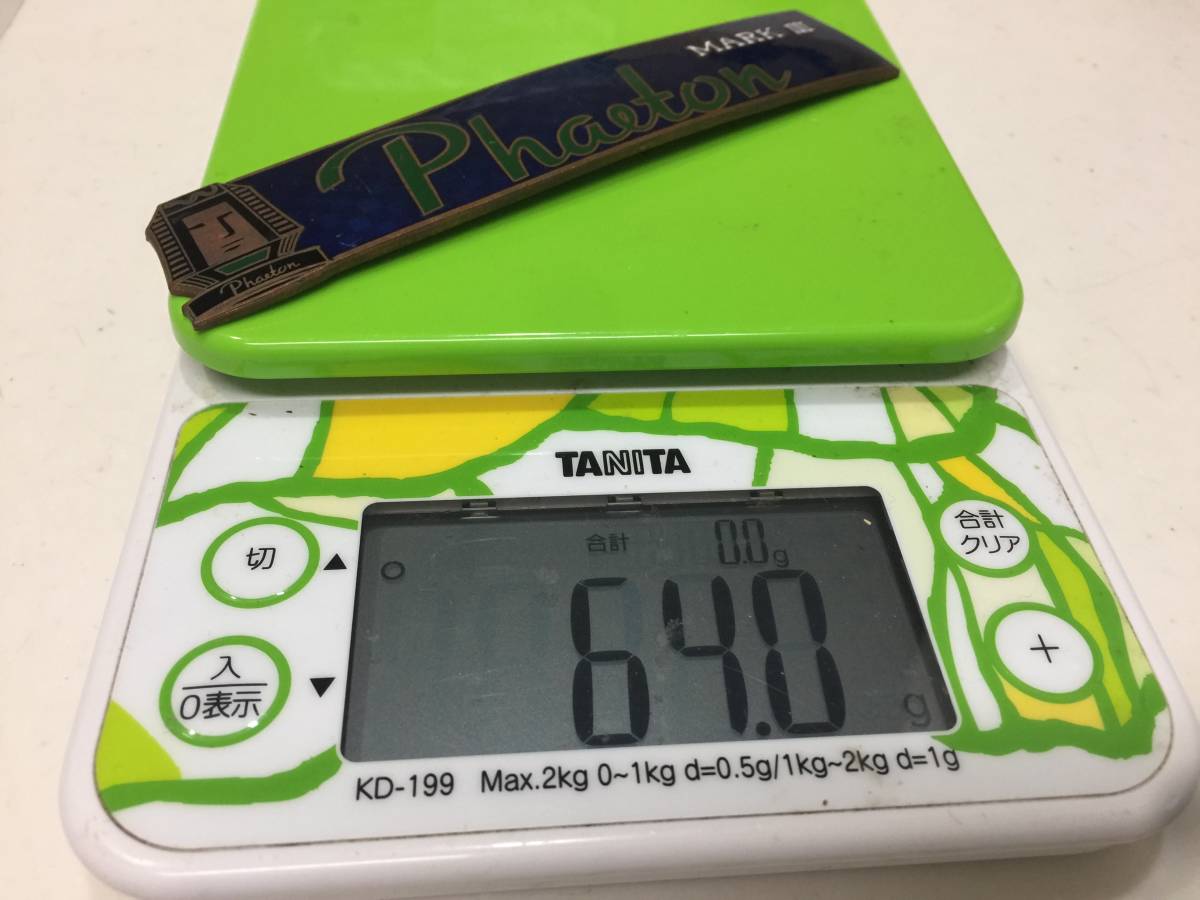 MARK III
Phaeton
Phaeton
TANITA
合計 0.0g
64.0g
切
入
0表示
合計
クリア
+
KD-199 Max.2kg 0~1kg d=0.5g/1kg~2kg d=1g